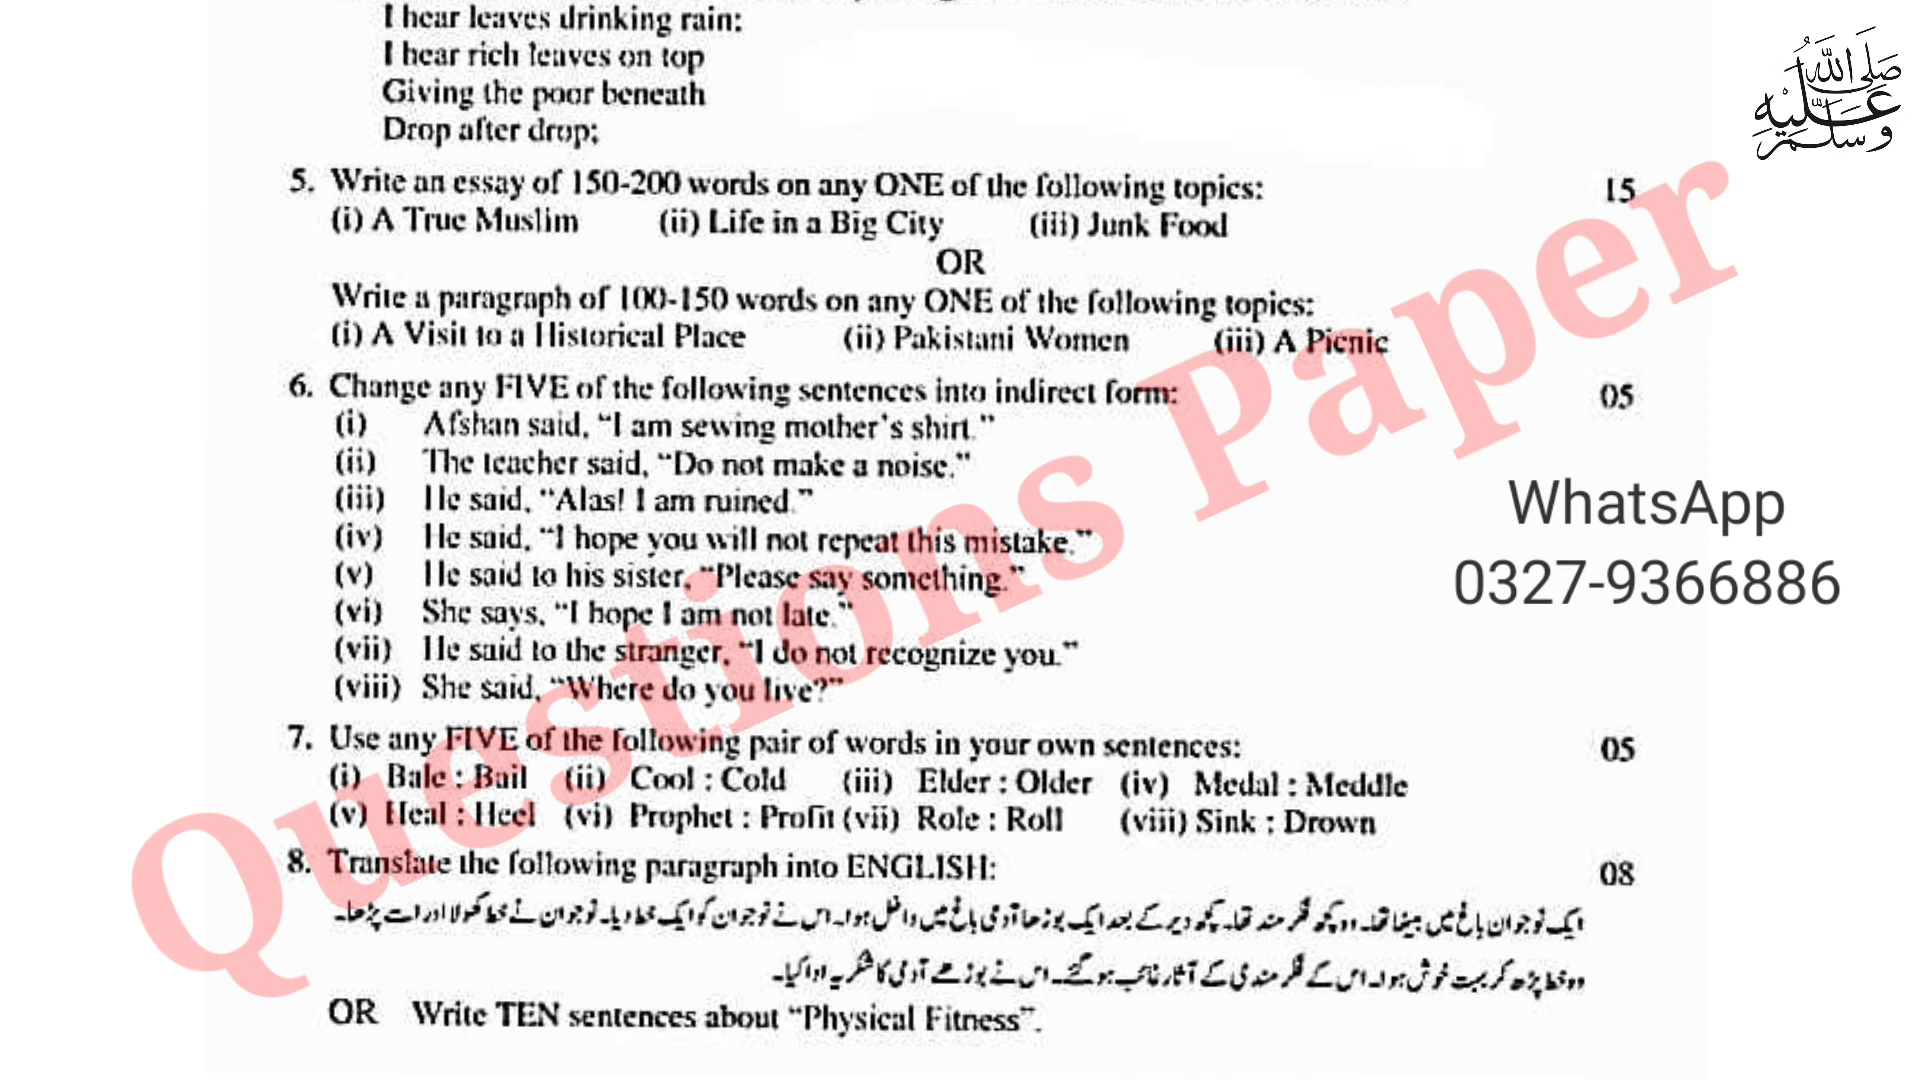 I hear leaves drinking rain:
I hear rich leaves on top
Giving the poor beneath
Drop after drop;
صلى الله عليه وسلم
5. Write an essay of 150-200 words on any ONE of the following topics: 15
(i) A True Muslim (ii) Life in a Big City (iii) Junk Food
OR
Write a paragraph of 100-150 words on any ONE of the following topics:
(i) A Visit to a Historical Place (ii) Pakistani Women (iii) A Picnic
6. Change any FIVE of the following sentences into indirect form: 05
(i) Afshan said, “I am sewing mother’s shirt.”
(ii) The teacher said, “Do not make a noise.”
(iii) He said, “Alas! I am ruined.”
(iv) He said, “I hope you will not repeat this mistake.”
(v) He said to his sister, “Please say something.”
(vi) She says, “I hope I am not late.”
(vii) He said to the stranger, “I do not recognize you.”
(viii) She said, “Where do you live?”
WhatsApp
0327-9366886
7. Use any FIVE of the following pair of words in your own sentences: 05
(i) Bale : Bail (ii) Cool : Cold (iii) Elder : Older (iv) Medal : Meddle
(v) Heal : Heel (vi) Prophet : Profit (vii) Role : Roll (viii) Sink : Drown
8. Translate the following paragraph into ENGLISH: 08
ایک نوجوان باغ میں بیٹھا تھا۔ وہ کچھ فکر مند تھا۔ کچھ دیر کے بعد ایک بوڑھا آدمی باغ میں داخل ہوا۔ اس نے نوجوان کو ایک خط دیا۔ نوجوان نے خط کھولا اور اسے پڑھا۔
وہ خط پڑھ کر بہت خوش ہوا۔ اس کے فکر مندی کے آثار غائب ہو گئے۔ اس نے بوڑھے آدمی کا شکریہ ادا کیا۔
OR Write TEN sentences about “Physical Fitness”.
Questions Paper